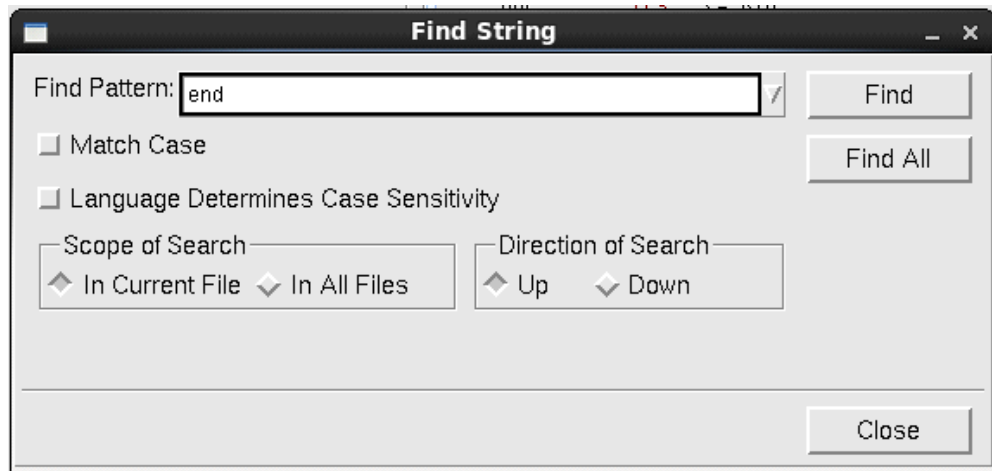 Find String
Find Pattern: end
Find
Match Case
Find All
Language Determines Case Sensitivity
Scope of Search
Direction of Search
In Current File
In All Files
Up
Down
Close